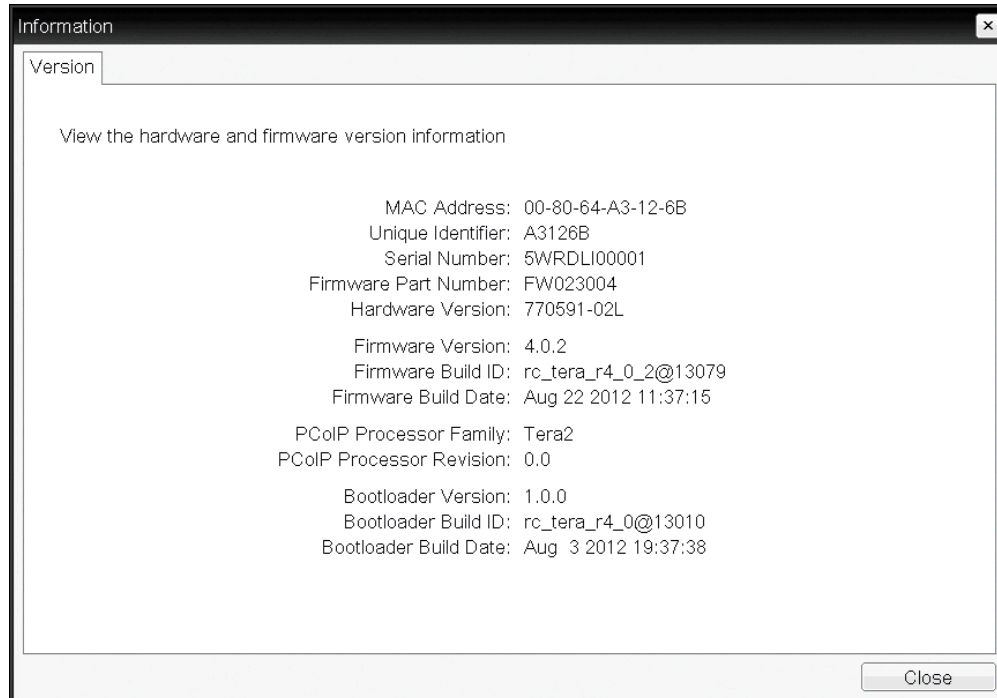 Information
Version
View the hardware and firmware version information
MAC Address: 00-80-64-A3-12-6B
Unique Identifier: A3126B
Serial Number: 5WRDLI00001
Firmware Part Number: FW023004
Hardware Version: 770591-02L
Firmware Version: 4.0.2
Firmware Build ID: rc_tera_r4_0_2@13079
Firmware Build Date: Aug 22 2012 11:37:15
PCoIP Processor Family: Tera2
PCoIP Processor Revision: 0.0
Bootloader Version: 1.0.0
Bootloader Build ID: rc_tera_r4_0@13010
Bootloader Build Date: Aug  3 2012 19:37:38
Close